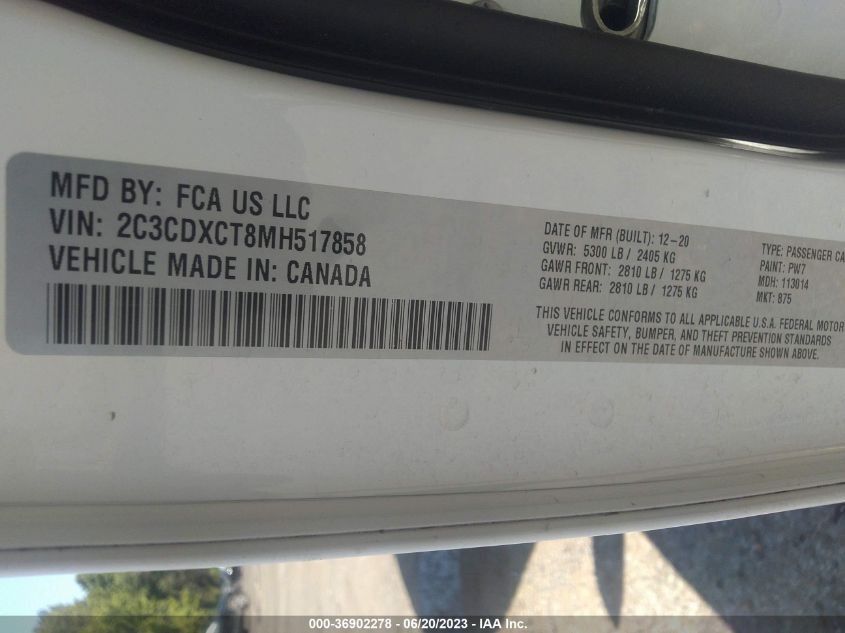 MFD BY: FCA US LLC
VIN: 2C3CDXCT8MH517858
VEHICLE MADE IN: CANADA
DATE OF MFR (BUILT): 12-20
GVWR: 5300 LB / 2405 KG
GAWR FRONT: 2810 LB / 1275 KG
GAWR REAR: 2810 LB / 1275 KG
TYPE: PASSENGER CA
PAINT: PW7
MDH: 113014
MKT: 875
THIS VEHICLE CONFORMS TO ALL APPLICABLE U.S.A. FEDERAL MOTOR
VEHICLE SAFETY, BUMPER, AND THEFT PREVENTION STANDARDS
IN EFFECT ON THE DATE OF MANUFACTURE SHOWN ABOVE.
000-36902278 - 06/20/2023 - IAA Inc.